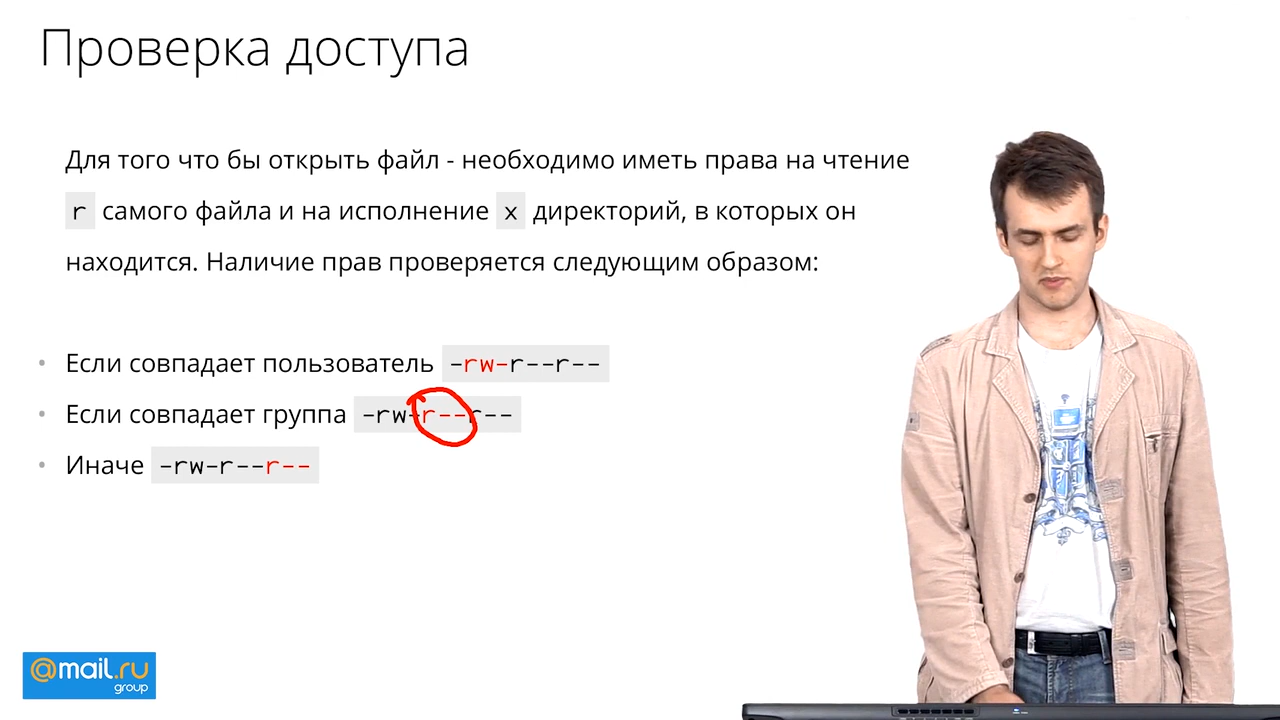 Проверка доступа
Для того что бы открыть файл - необходимо иметь права на чтение
r самого файла и на исполнение x директорий, в которых он
находится. Наличие прав проверяется следующим образом:
• Если совпадает пользователь -rw-r--r--
• Если совпадает группа -rw-r--r--
• Иначе -rw-r--r--
@mail.ru
group